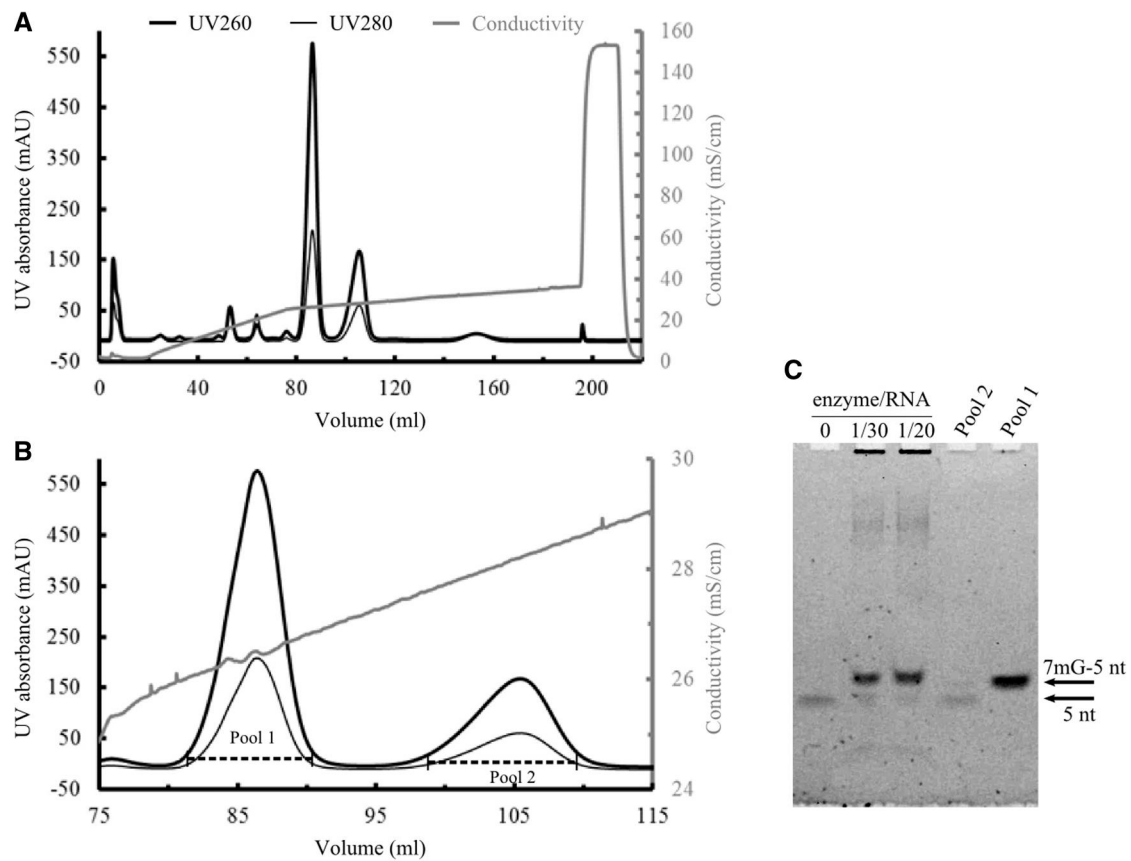 A
UV260 UV280 Conductivity
550
450
350
250
150
50
-50
UV absorbance (mAU)
0 40 80 120 160 200
Volume (ml)
160
140
120
100
80
60
40
20
0
Conductivity (mS/cm)
B
550
450
350
250
150
50
-50
UV absorbance (mAU)
Pool 1
Pool 2
75 85 95 105 115
Volume (ml)
30
28
26
24
Conductivity (mS/cm)
C
enzyme/RNA
0 1/30 1/20 Pool 2 Pool 1
7mG-5 nt
5 nt